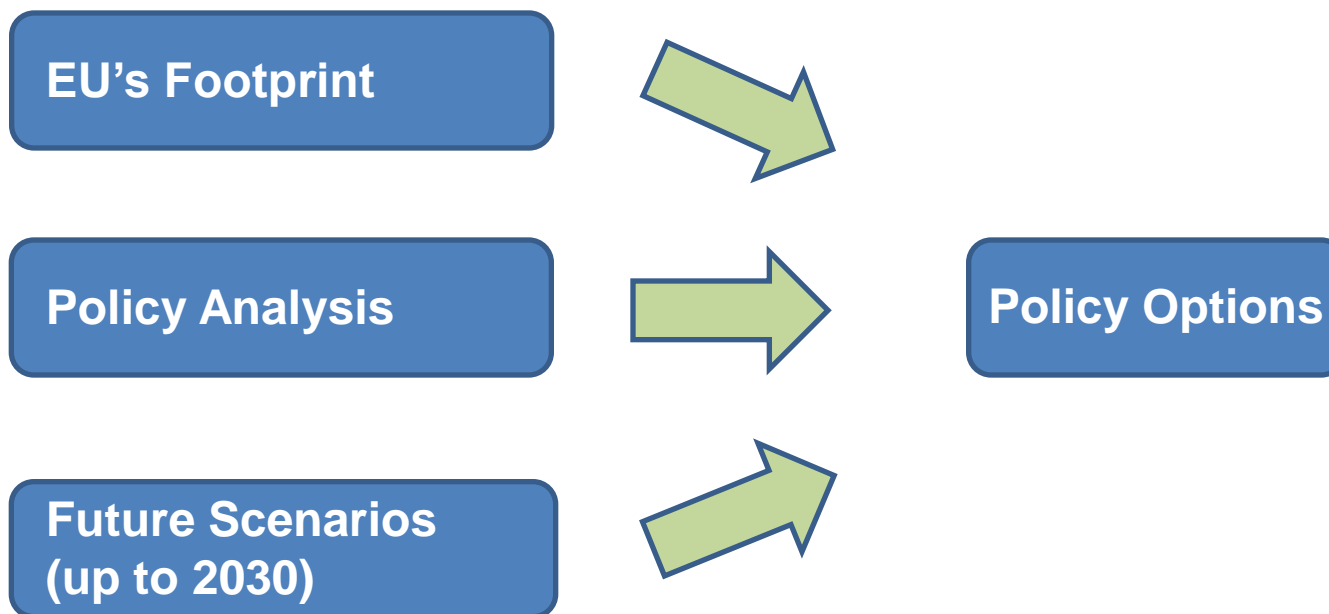 EU’s Footprint
Policy Analysis
Policy Options
Future Scenarios
(up to 2030)